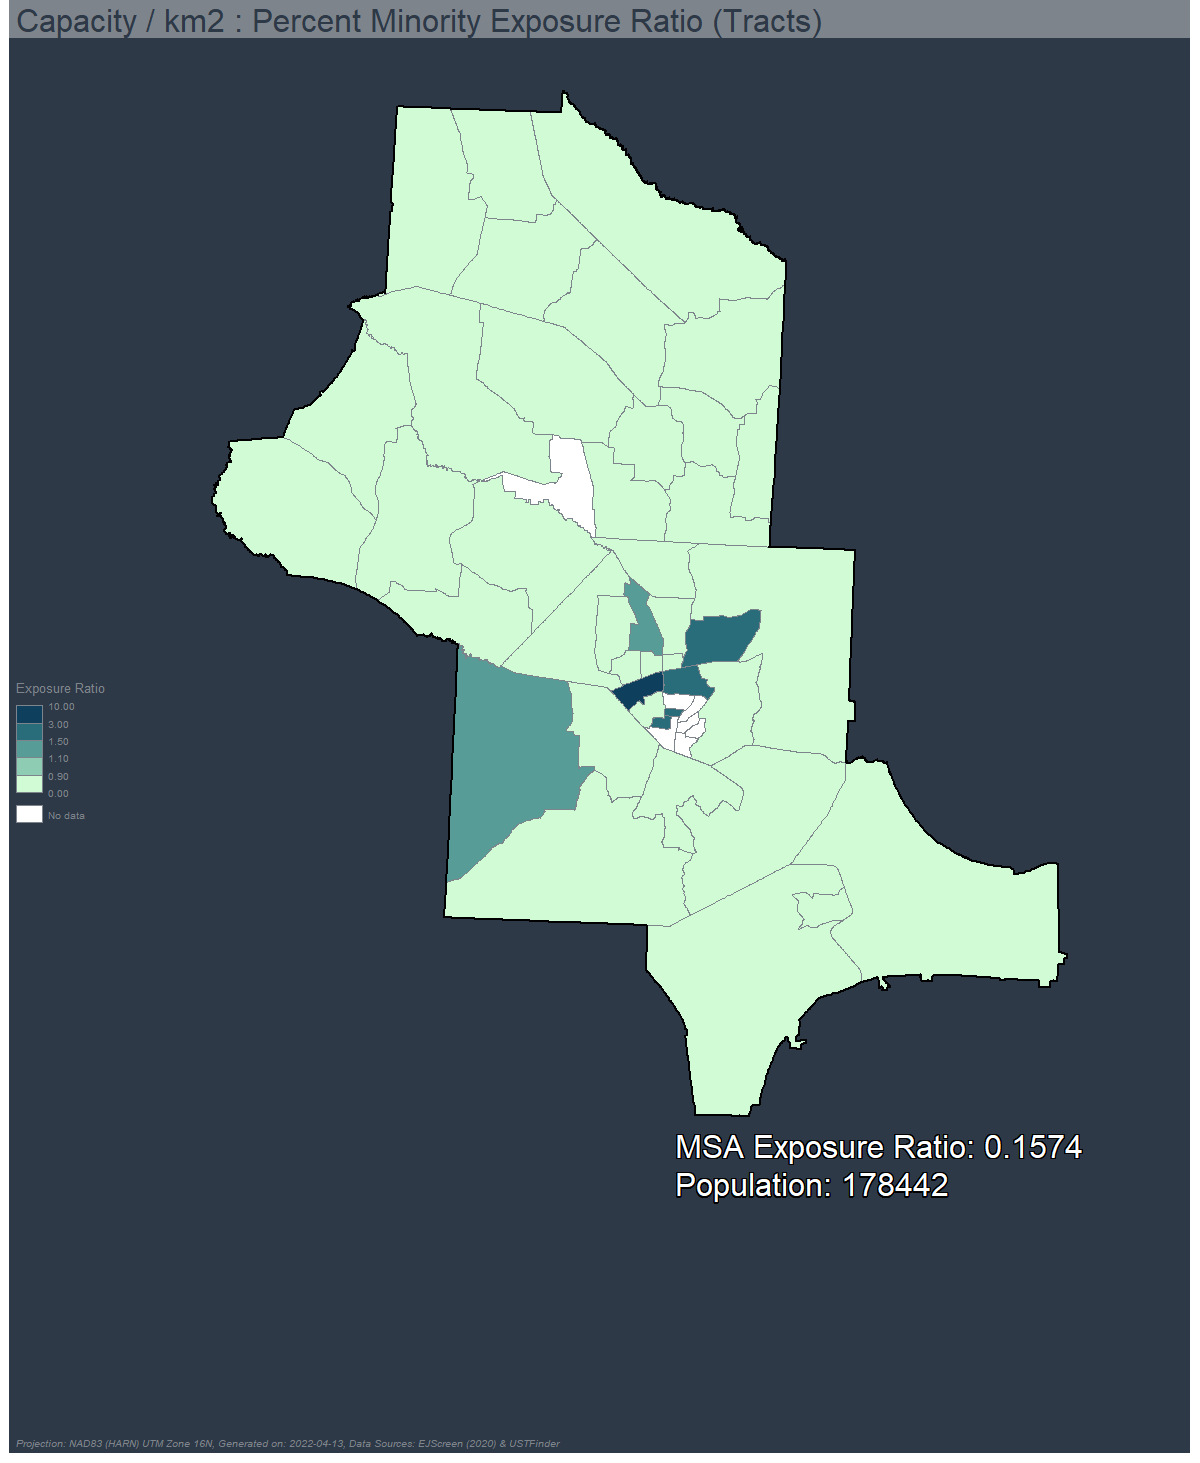 Capacity / km2 : Percent Minority Exposure Ratio (Tracts)
Exposure Ratio
10.00
3.00
1.50
1.10
0.90
0.00
No data
MSA Exposure Ratio: 0.1574
Population: 178442
Projection: NAD83 (HARN) UTM Zone 16N, Generated on: 2022-04-13, Data Sources: EJScreen (2020) & USTFinder